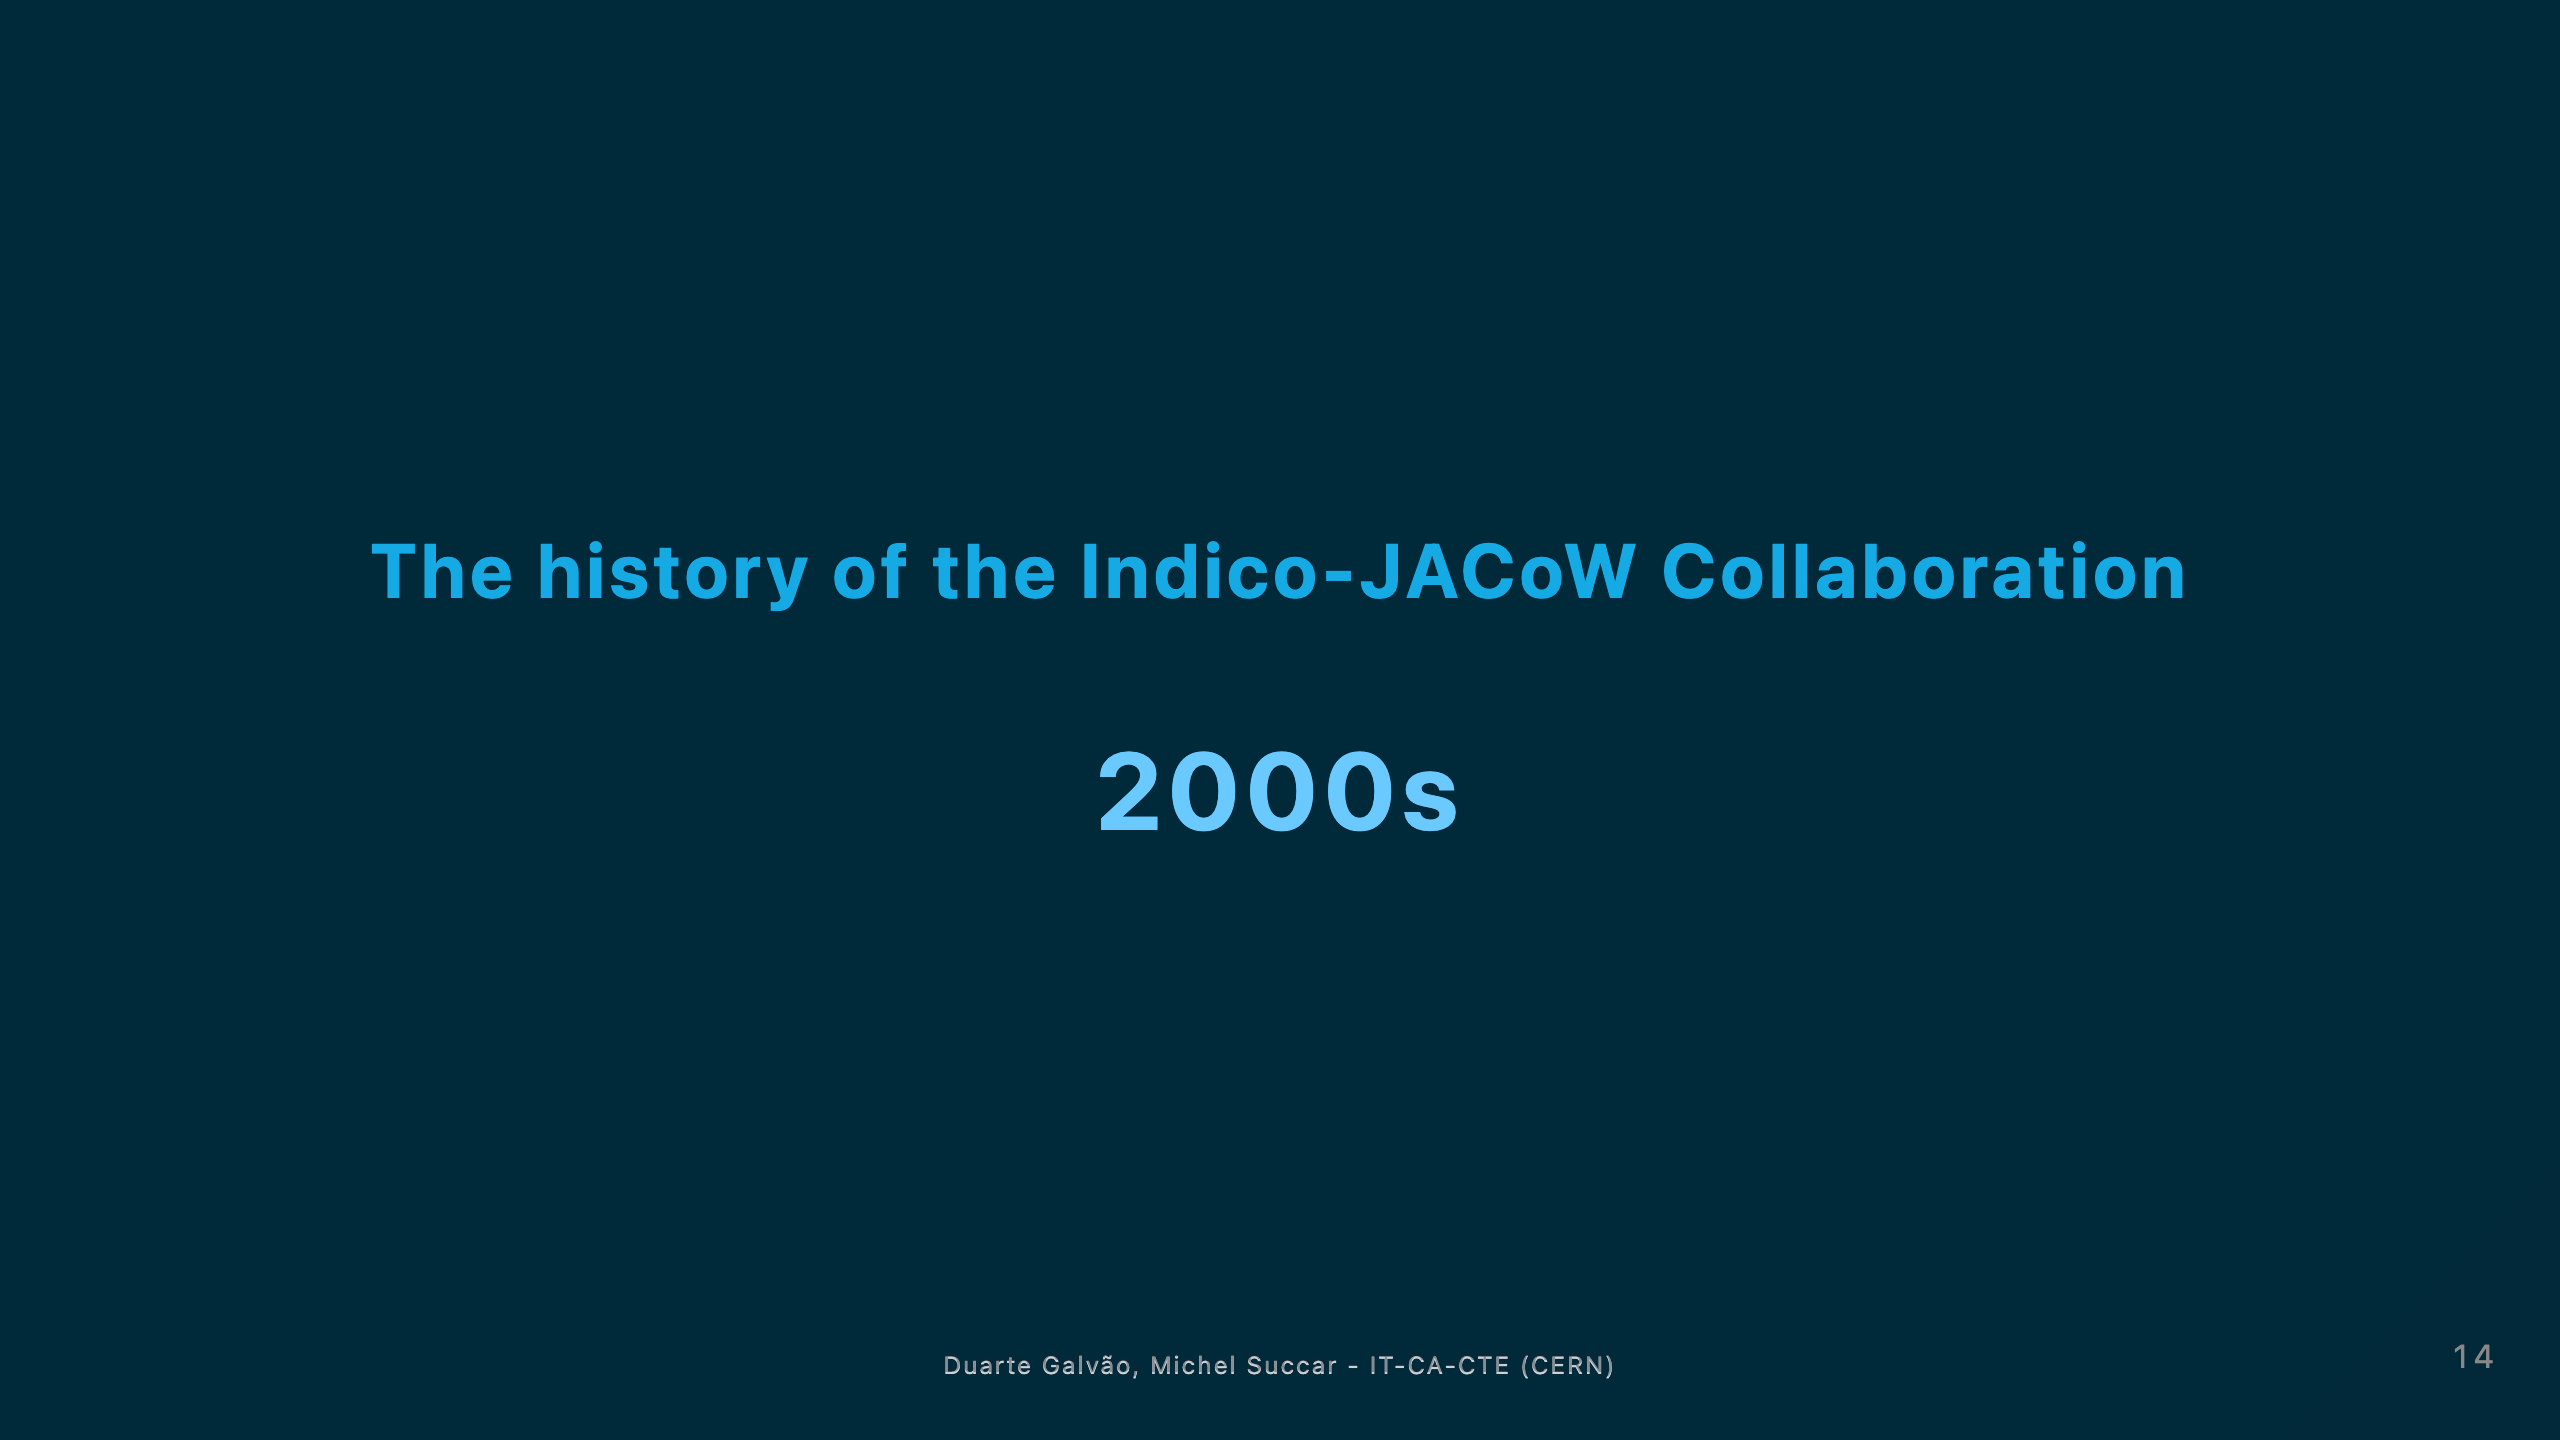 The history of the Indico-JACoW Collaboration
2000s
Duarte Galvão, Michel Succar - IT-CA-CTE (CERN)
14